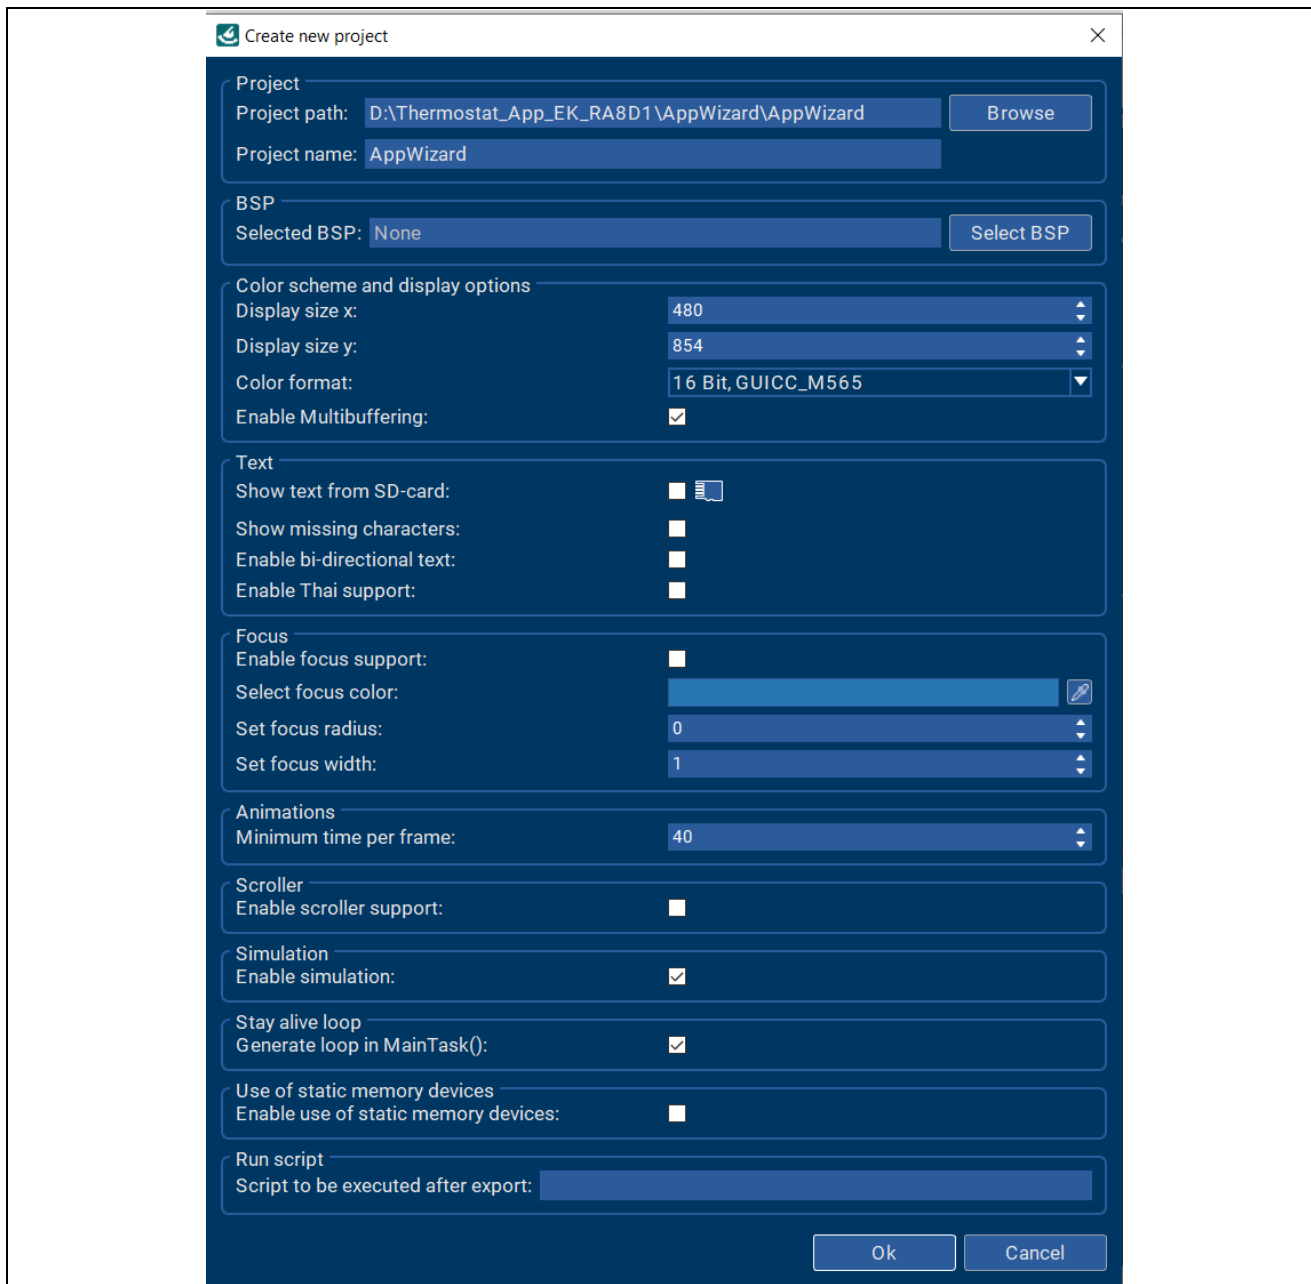 Create new project
Project
Project path: D:\Thermostat_App_EK_RA8D1\AppWizard\AppWizard Browse
Project name: AppWizard
BSP
Selected BSP: None Select BSP
Color scheme and display options
Display size x: 480
Display size y: 854
Color format: 16 Bit, GUICC_M565
Enable Multibuffering:
Text
Show text from SD-card:
Show missing characters:
Enable bi-directional text:
Enable Thai support:
Focus
Enable focus support:
Select focus color:
Set focus radius: 0
Set focus width: 1
Animations
Minimum time per frame: 40
Scroller
Enable scroller support:
Simulation
Enable simulation:
Stay alive loop
Generate loop in MainTask():
Use of static memory devices
Enable use of static memory devices:
Run script
Script to be executed after export:
Ok Cancel